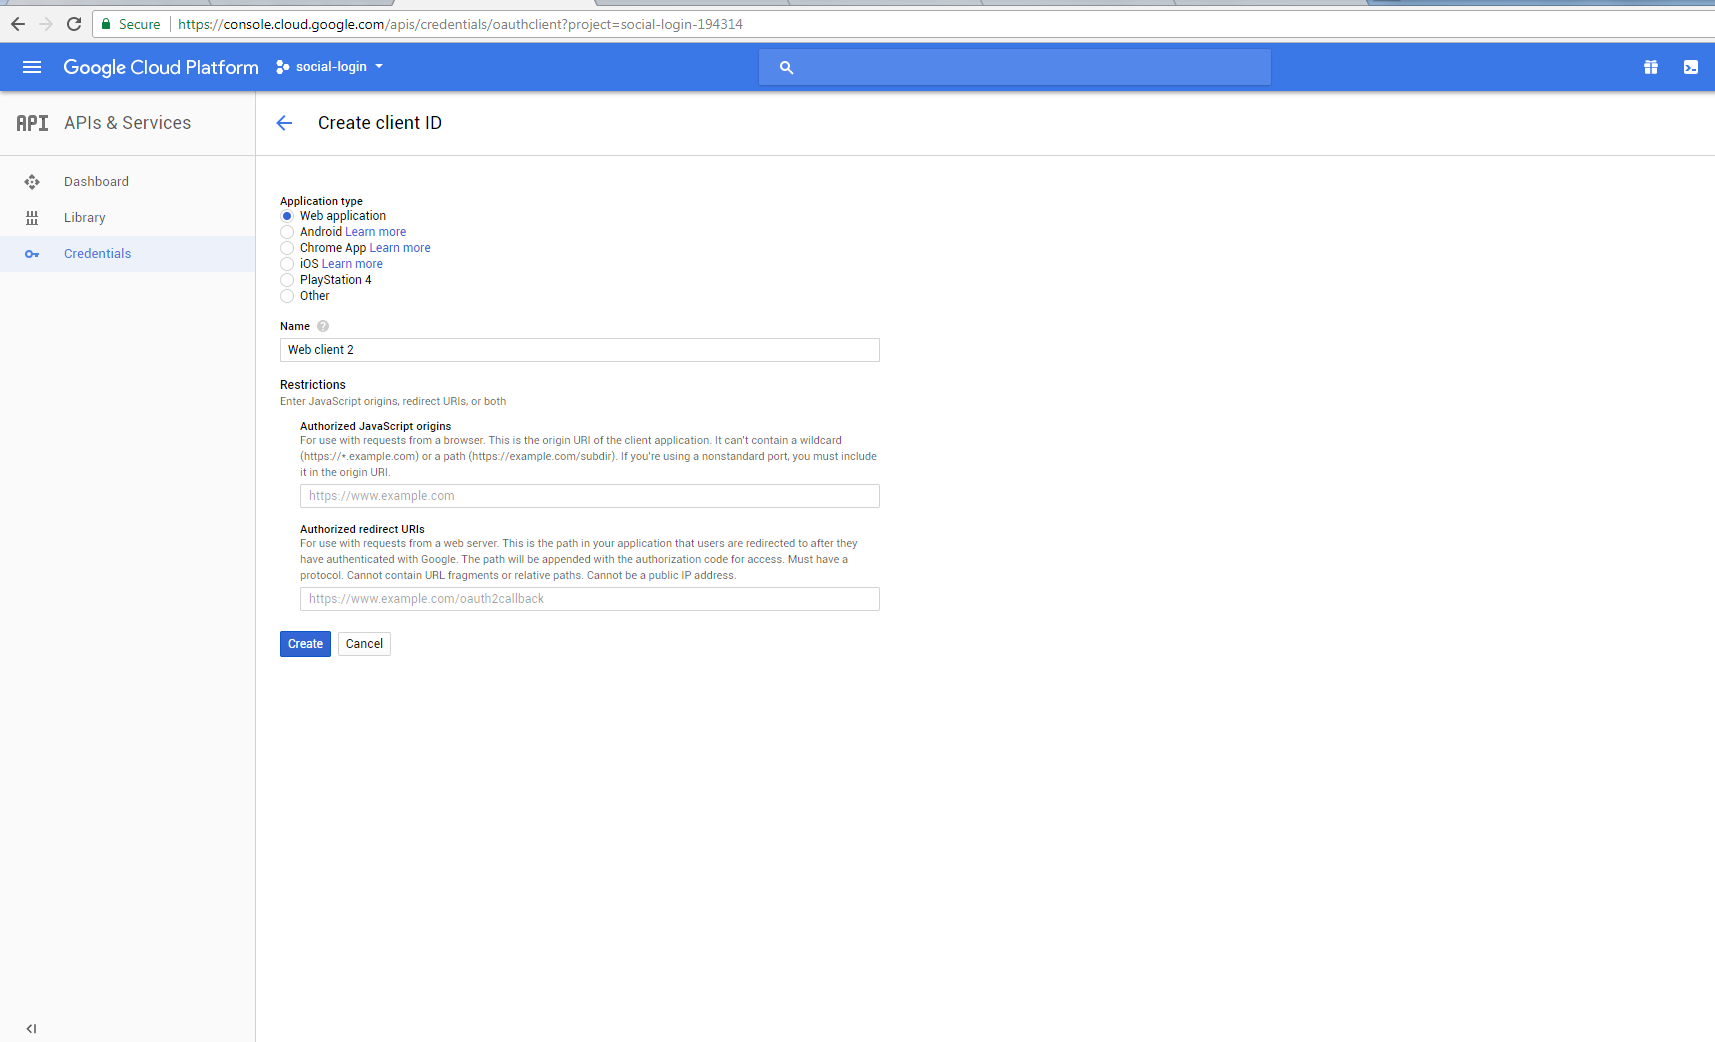 Secure https://console.cloud.google.com/apis/credentials/oauthclient?project=social-login-194314
Google Cloud Platform social-login
API APIs & Services
Create client ID
Dashboard
Library
Credentials
Application type
Web application
Android Learn more
Chrome App Learn more
iOS Learn more
PlayStation 4
Other
Name ?
Web client 2
Restrictions
Enter JavaScript origins, redirect URIs, or both
Authorized JavaScript origins
For use with requests from a browser. This is the origin URI of the client application. It can't contain a wildcard
(https://*.example.com) or a path (https://example.com/subdir). If you're using a nonstandard port, you must include
it in the origin URI.
https://www.example.com
Authorized redirect URIs
For use with requests from a web server. This is the path in your application that users are redirected to after they
have authenticated with Google. The path will be appended with the authorization code for access. Must have a
protocol. Cannot contain URL fragments or relative paths. Cannot be a public IP address.
https://www.example.com/oauth2callback
Create Cancel